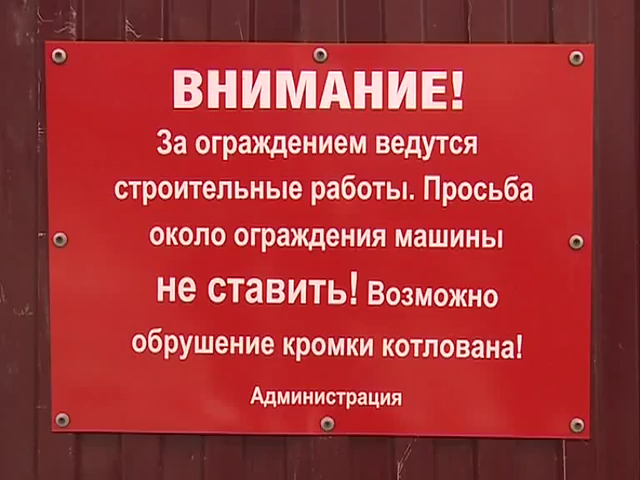 ВНИМАНИЕ!
За ограждением ведутся
строительные работы. Просьба
около ограждения машины
не ставить! Возможно
обрушение кромки котлована!
Администрация